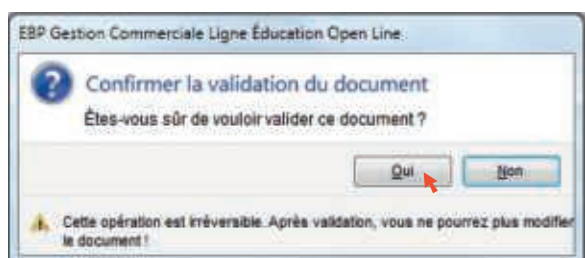 EBP Gestion Commerciale Ligne Éducation Open Line
Confirmer la validation du document
Êtes-vous sûr de vouloir valider ce document ?
Oui
Non
Cette opération est irréversible. Après validation, vous ne pourrez plus modifier
le document !